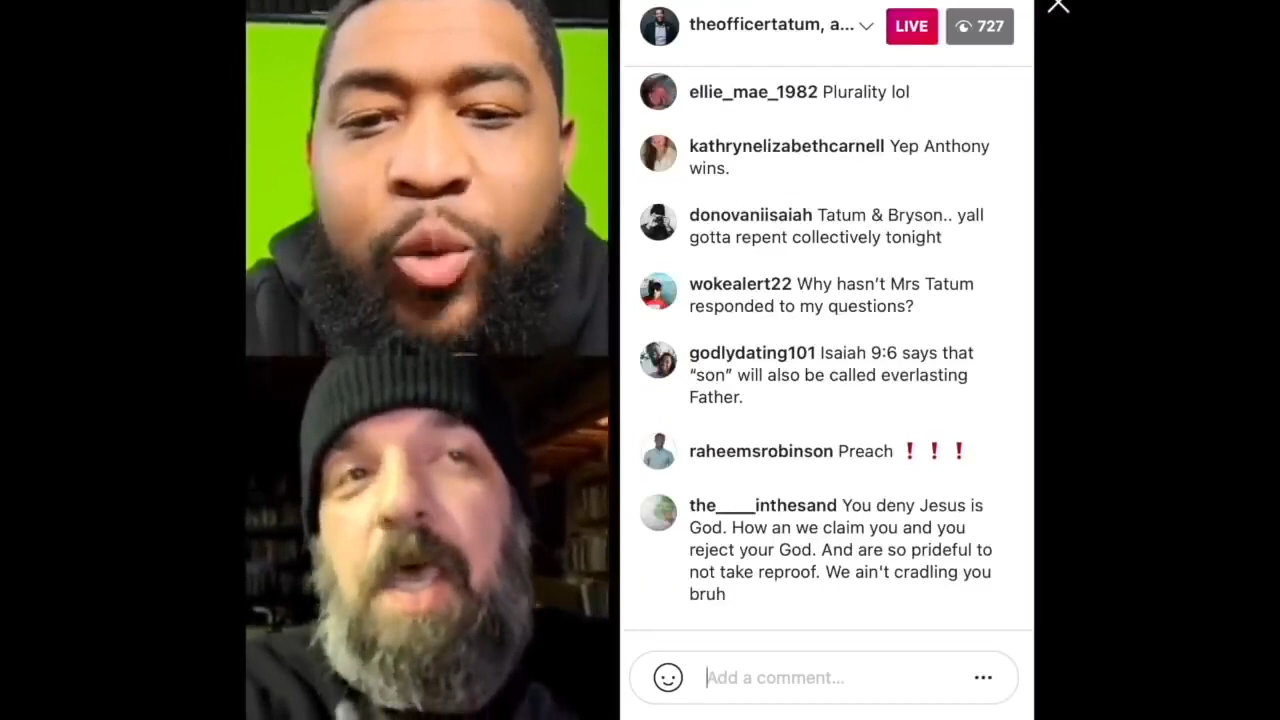 theofficertatum, a...
LIVE
727
ellie_mae_1982 Plurality lol
kathrynelizabethcarnell Yep Anthony
wins.
donovaniisaiah Tatum & Bryson.. yall
gotta repent collectively tonight
wokealert22 Why hasn't Mrs Tatum
responded to my questions?
godlydating101 Isaiah 9:6 says that
“son” will also be called everlasting
Father.
raheemsrobinson Preach ❗❗❗
the____inthesand You deny Jesus is
God. How an we claim you and you
reject your God. And are so prideful to
not take reproof. We ain't cradling you
bruh
Add a comment...